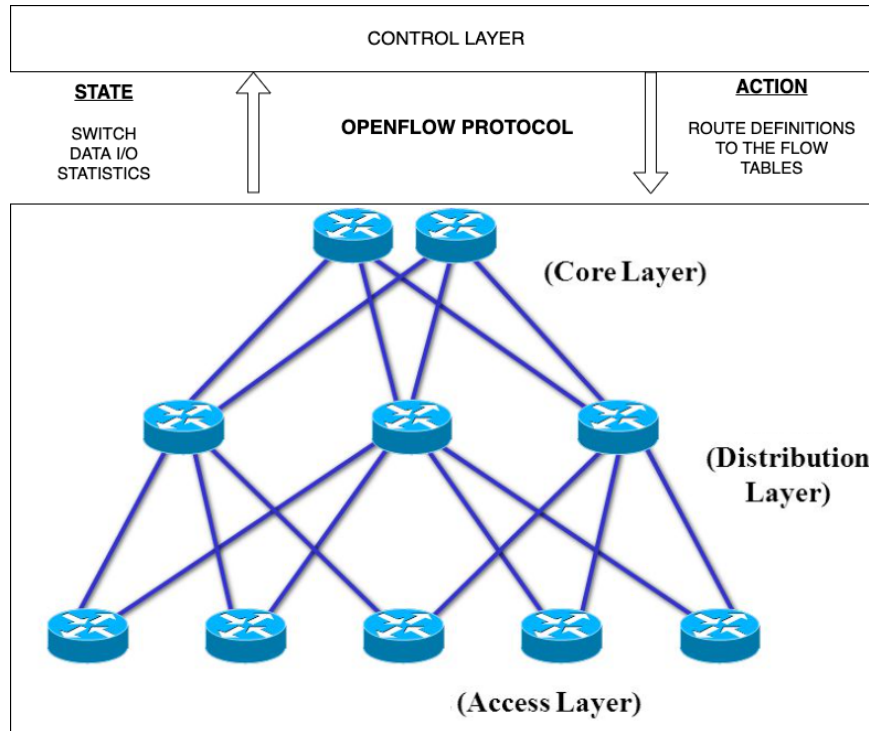 CONTROL LAYER
STATE
SWITCH
DATA I/O
STATISTICS
OPENFLOW PROTOCOL
ACTION
ROUTE DEFINITIONS
TO THE FLOW
TABLES
(Core Layer)
(Distribution
Layer)
(Access Layer)